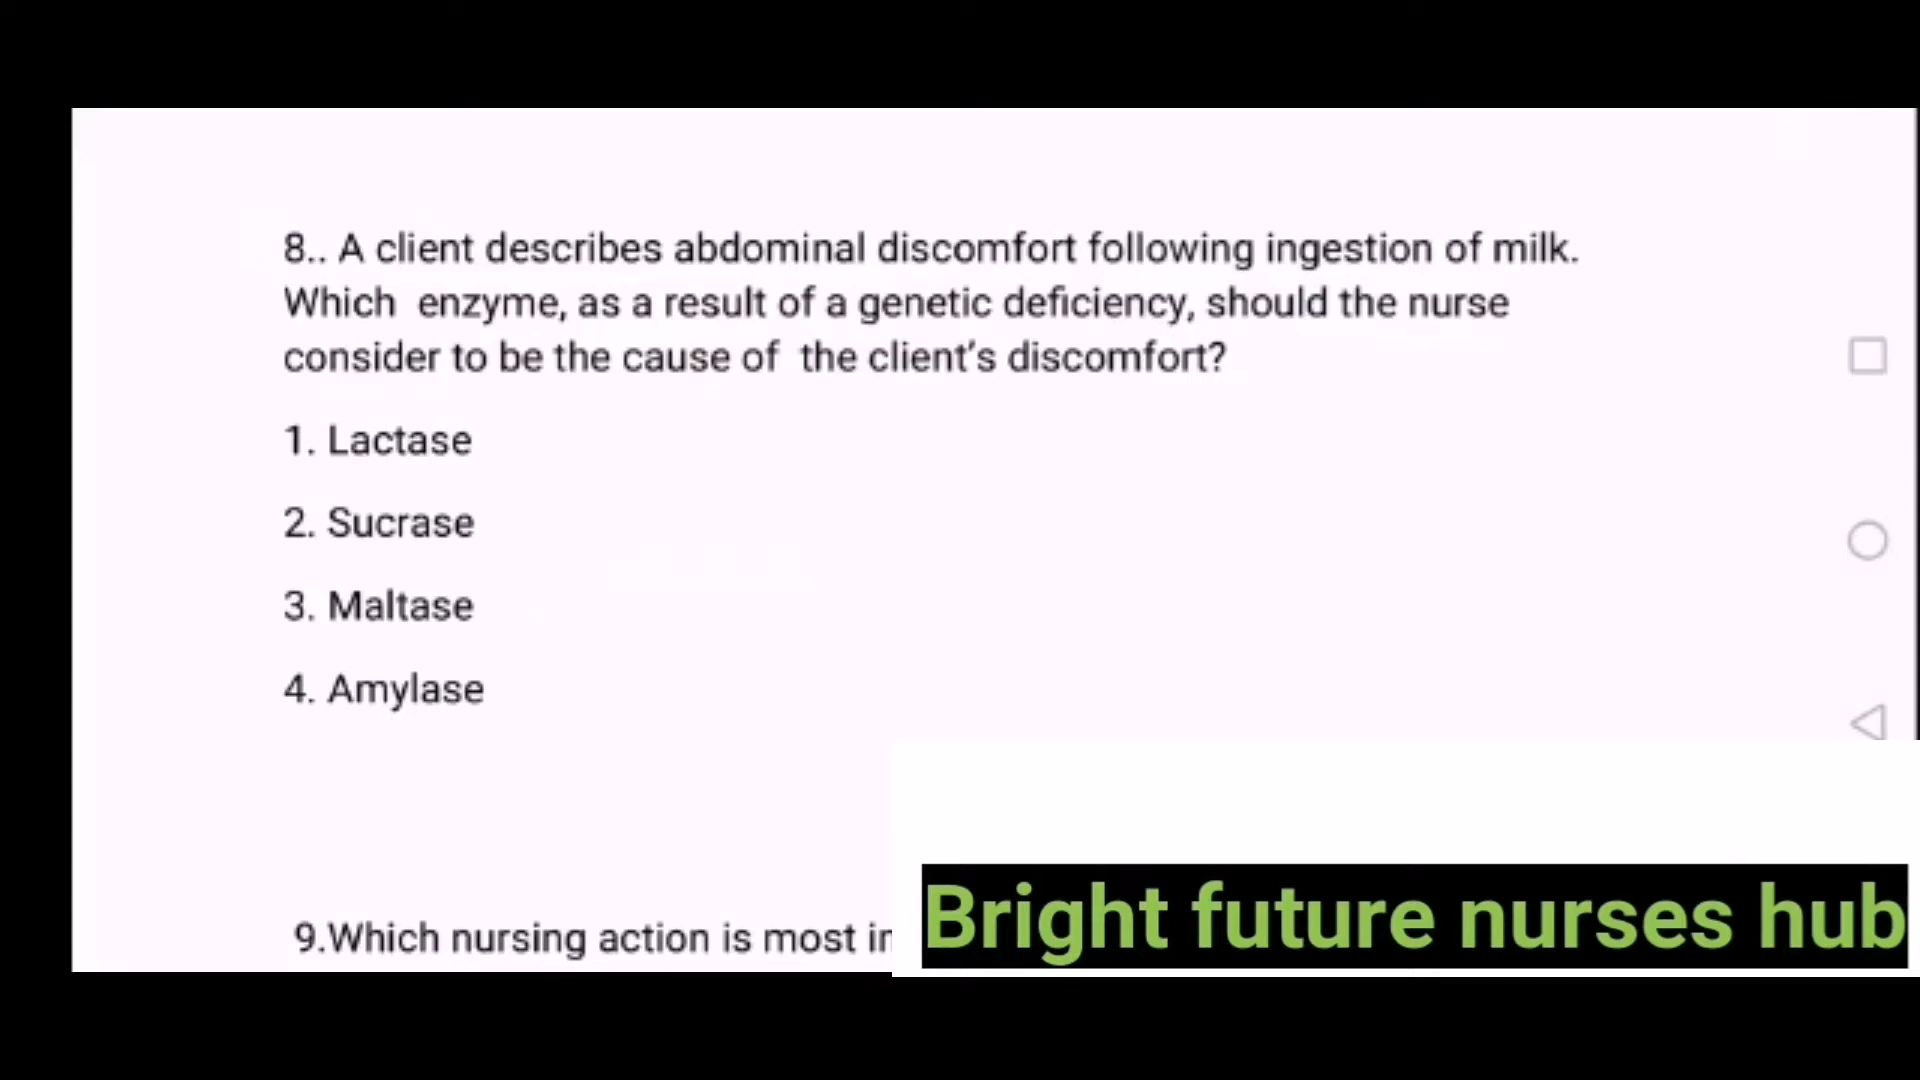 8.. A client describes abdominal discomfort following ingestion of milk.
Which enzyme, as a result of a genetic deficiency, should the nurse
consider to be the cause of the client's discomfort?
1. Lactase
2. Sucrase
3. Maltase
4. Amylase
9.Which nursing action is most
Bright future nurses hub